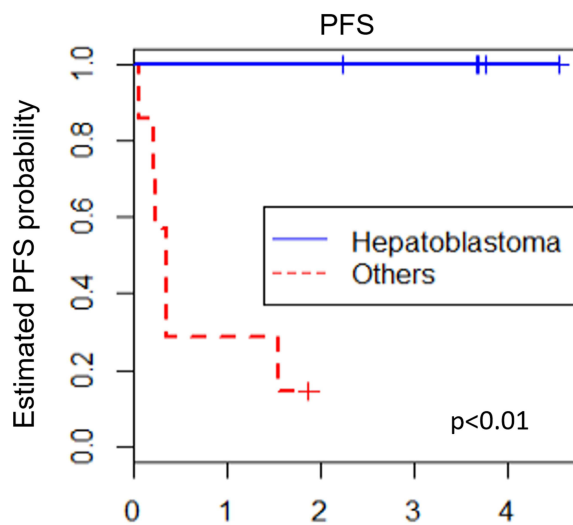 PFS
Estimated PFS probability
1.0
0.8
0.6
0.4
0.2
0.0
Hepatoblastoma
Others
p<0.01
0 1 2 3 4